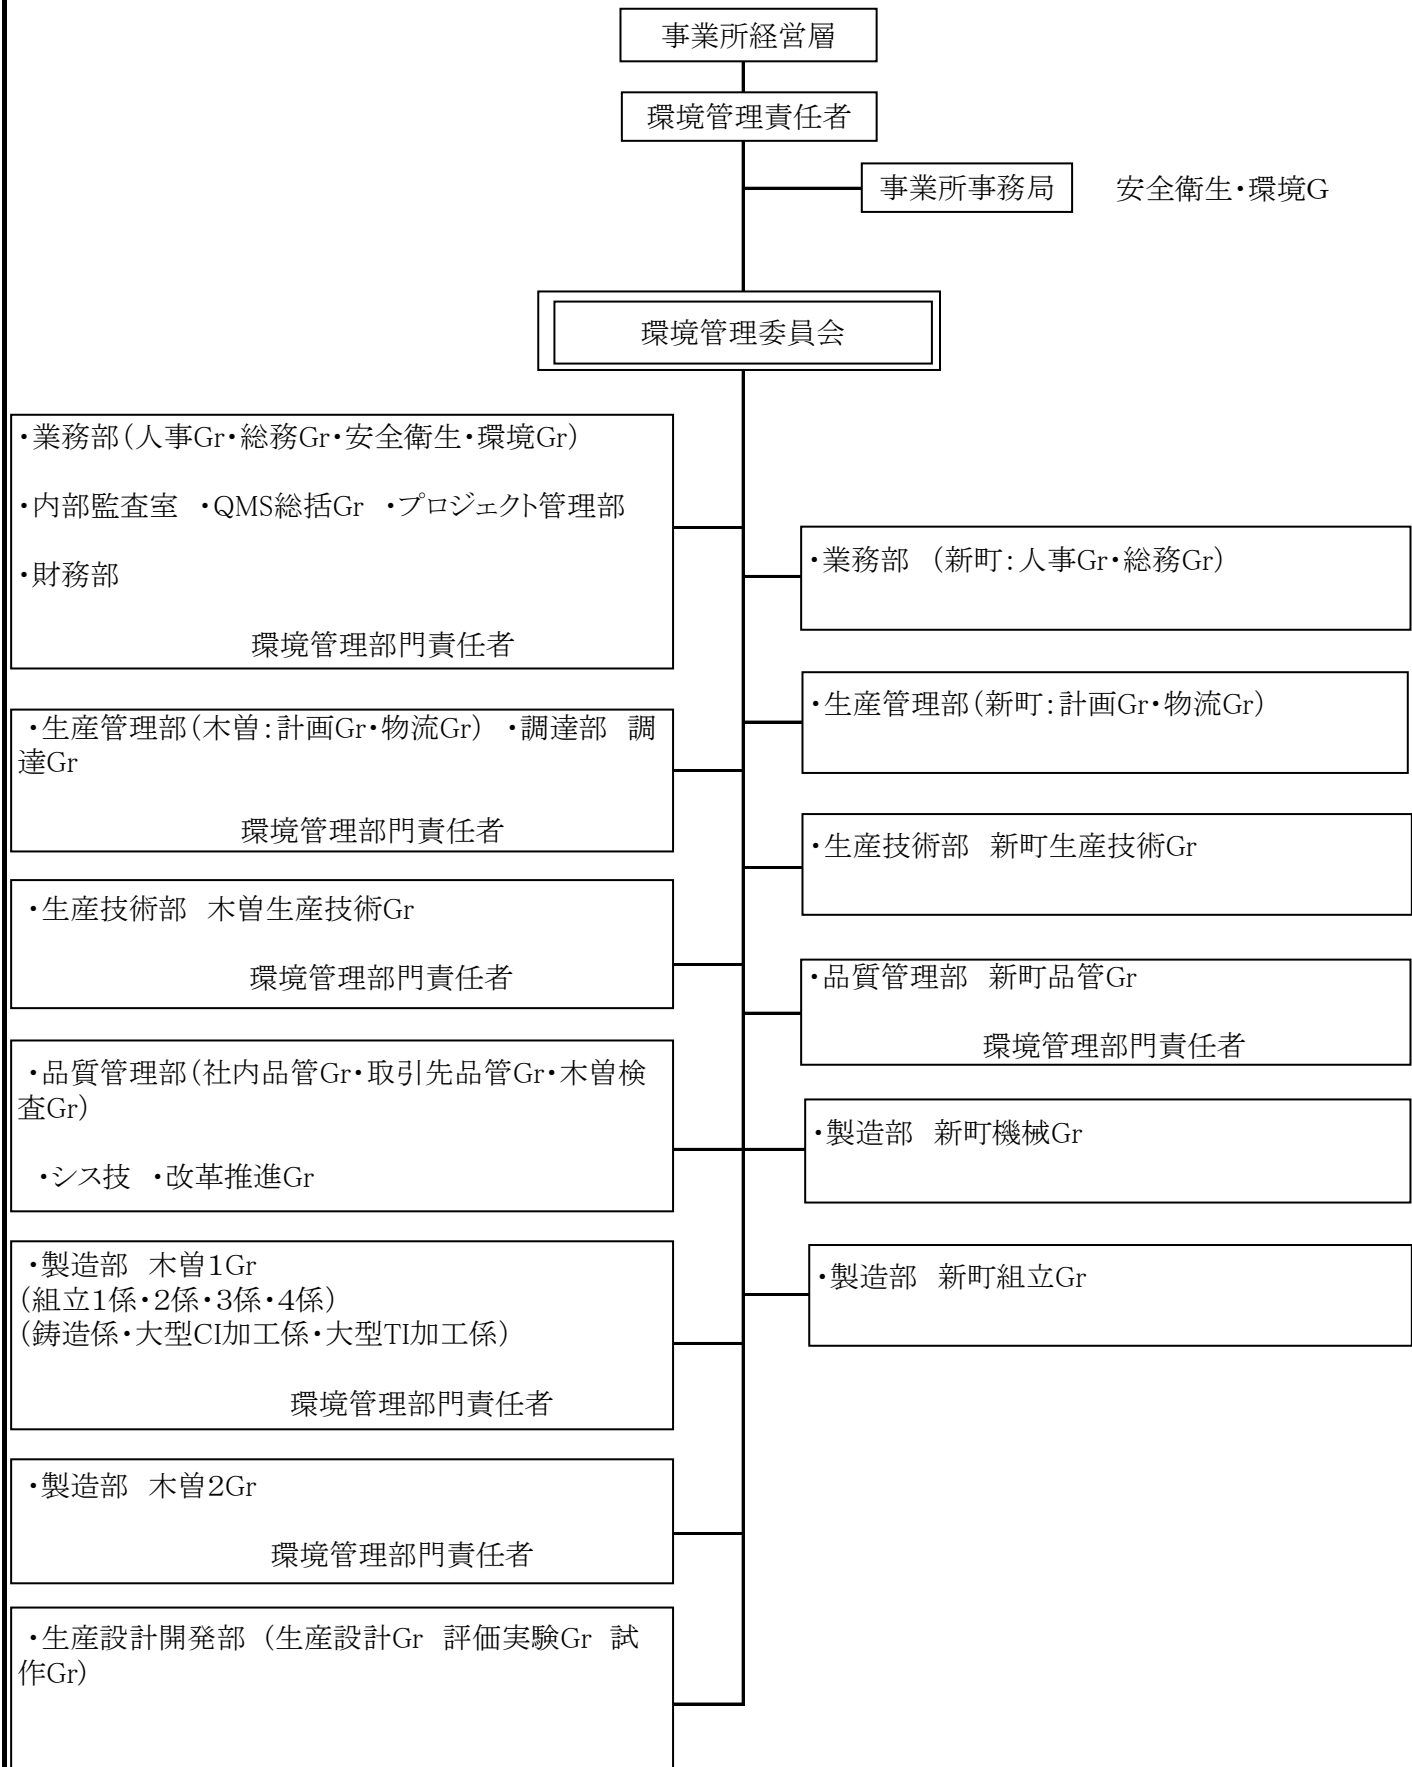 事業所経営層
環境管理責任者
事業所事務局　安全衛生・環境G
環境管理委員会
・業務部（人事Gr・総務Gr・安全衛生・環境Gr）
・内部監査室　・QMS総括Gr　・プロジェクト管理部
・財務部
環境管理部門責任者
・生産管理部（木曽：計画Gr・物流Gr）　・調達部　調
達Gr
環境管理部門責任者
・生産技術部　木曽生産技術Gr
環境管理部門責任者
・品質管理部（社内品管Gr・取引先品管Gr・木曽検
査Gr）
・シス技　・改革推進Gr
・製造部　木曽１Gr
（組立１係・２係・３係・４係）
（鋳造係・大型CI加工係・大型TI加工係）
環境管理部門責任者
・製造部　木曽２Gr
環境管理部門責任者
・生産設計開発部　（生産設計Gr　評価実験Gr　試
作Gr）
・業務部　（新町：人事Gr・総務Gr）
・生産管理部（新町：計画Gr・物流Gr）
・生産技術部　新町生産技術Gr
・品質管理部　新町品管Gr
環境管理部門責任者
・製造部　新町機械Gr
・製造部　新町組立Gr